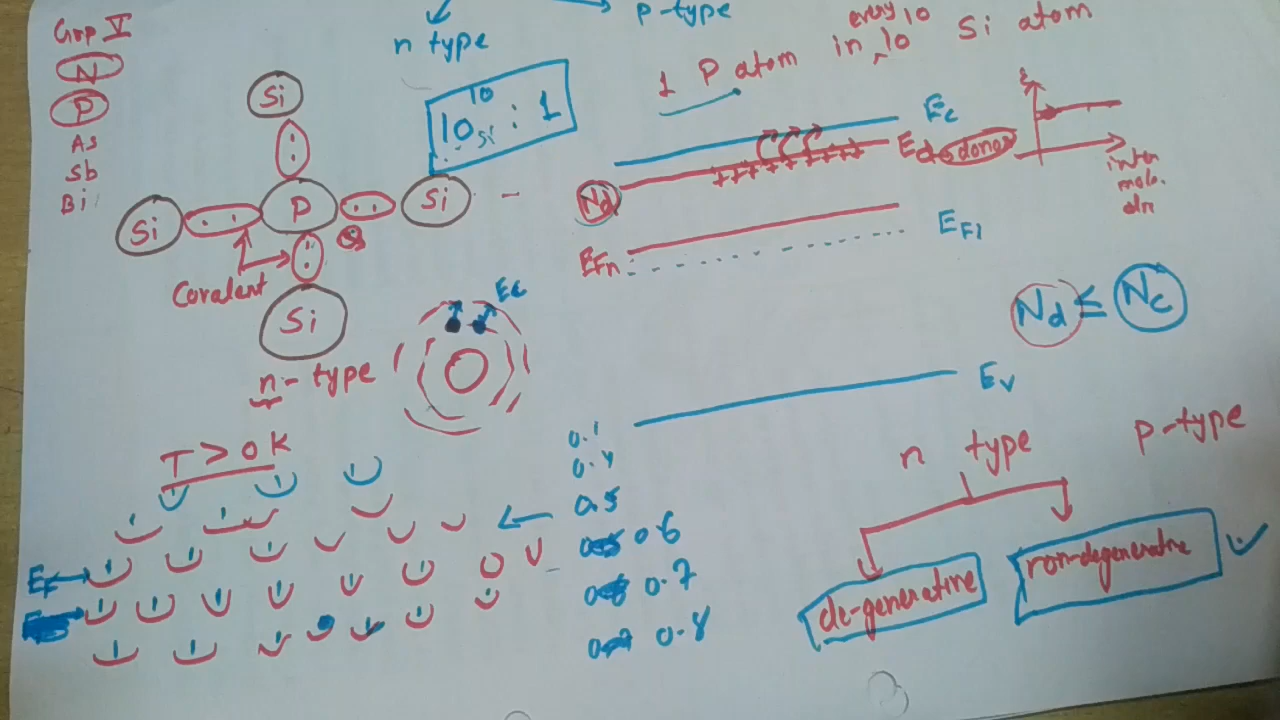 Grp V
N
P
As
Sb
Bi
n type
p-type
10
10 Si : 1
1 P atom in every 10 10 Si atom
Si
Si
P
Si
Si
Covalent
n-type
Ec
Ec
Ed
donor
Nd
EFn
EFi
Ev
Nd ≤ Nc
T > 0 K
EF
0.1
0.4
0.5
0.6
0.7
0.8
n type
p-type
de-generative
non-degenerative